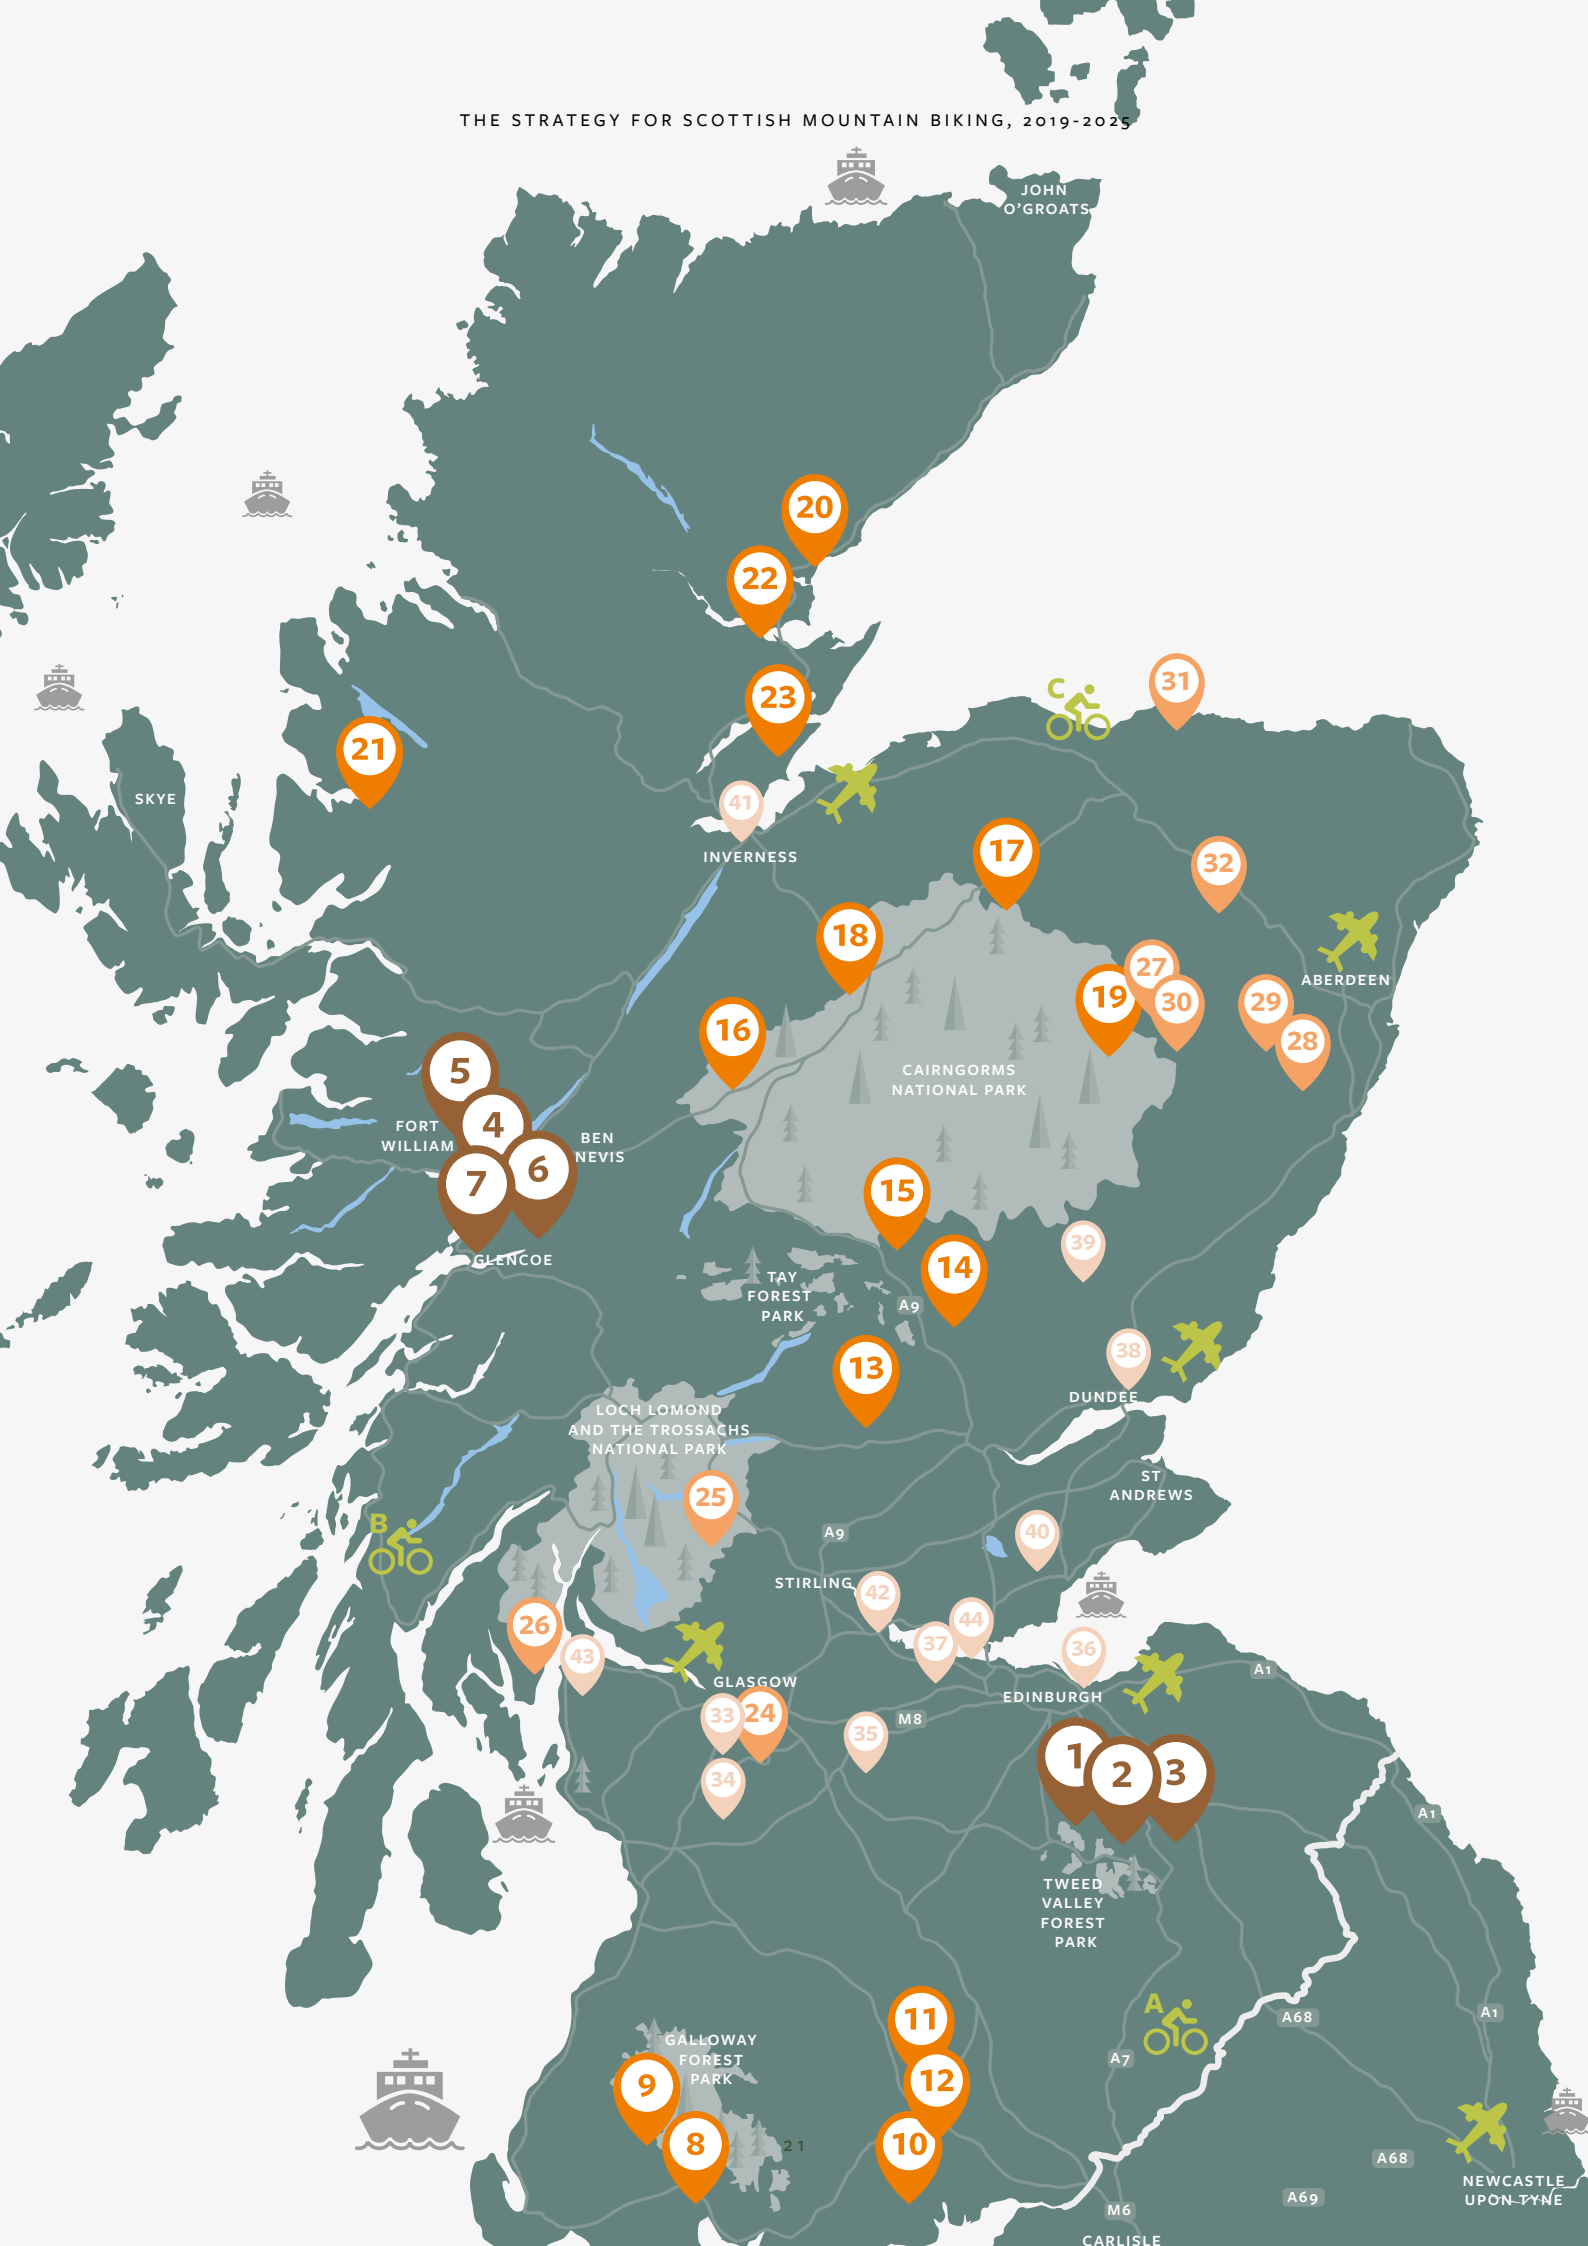 THE STRATEGY FOR SCOTTISH MOUNTAIN BIKING, 2019-2025
JOHN
O'GROATS
20
22
31
C
23
21
SKYE
41
INVERNESS
17
32
18
27
ABERDEEN
19
30
29
16
28
5
CAIRNGORMS
NATIONAL PARK
4
FORT
WILLIAM
BEN
NEVIS
6
7
15
39
GLENCOE
14
TAY
FOREST
PARK
A9
38
13
DUNDEE
LOCH LOMOND
AND THE TROSSACHS
NATIONAL PARK
ST
ANDREWS
25
B
A9
40
STIRLING
42
26
44
37
43
36
A1
GLASGOW
EDINBURGH
33
24
M8
35
1
2
3
34
A1
TWEED
VALLEY
FOREST
PARK
A
11
A68
A1
GALLOWAY
FOREST
PARK
A7
9
12
8
21
10
A68
NEWCASTLE
UPON TYNE
A69
M6
CARLISLE